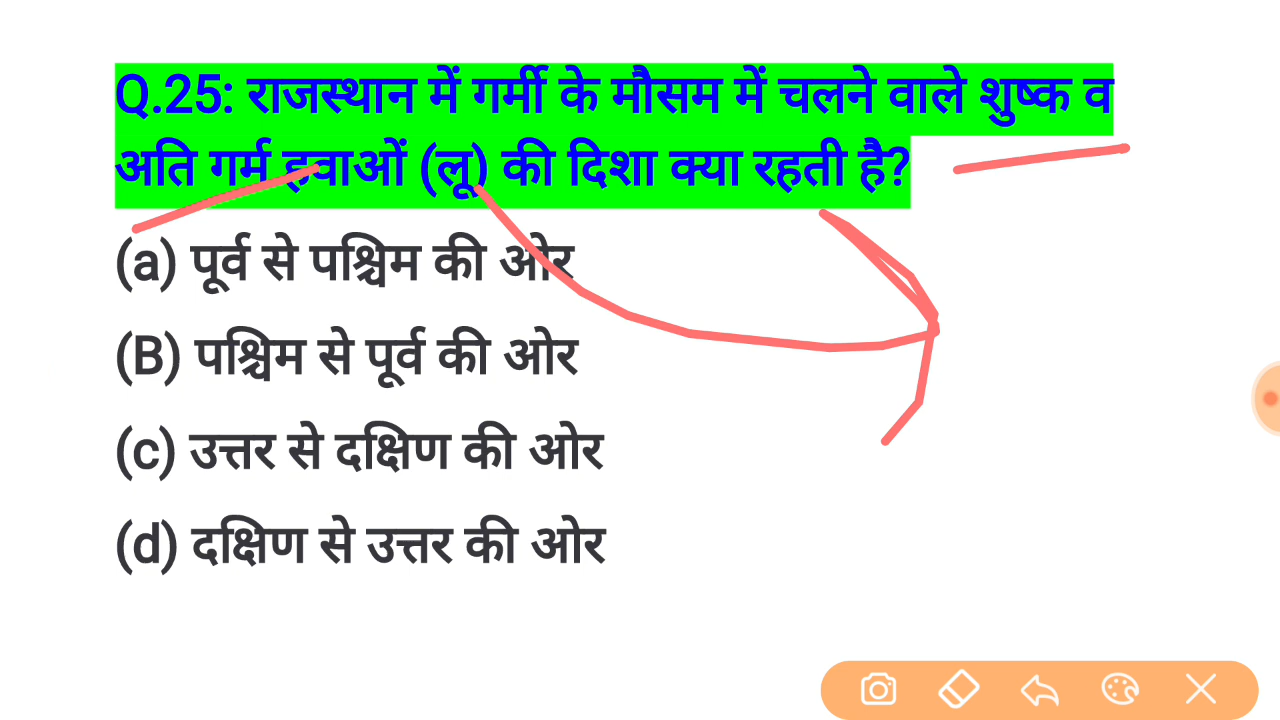 Q.25: राजस्थान में गर्मी के मौसम में चलने वाले शुष्क व
अति गर्म हवाओं (लू) की दिशा क्या रहती है?
(a) पूर्व से पश्चिम की ओर
(B) पश्चिम से पूर्व की ओर
(c) उत्तर से दक्षिण की ओर
(d) दक्षिण से उत्तर की ओर